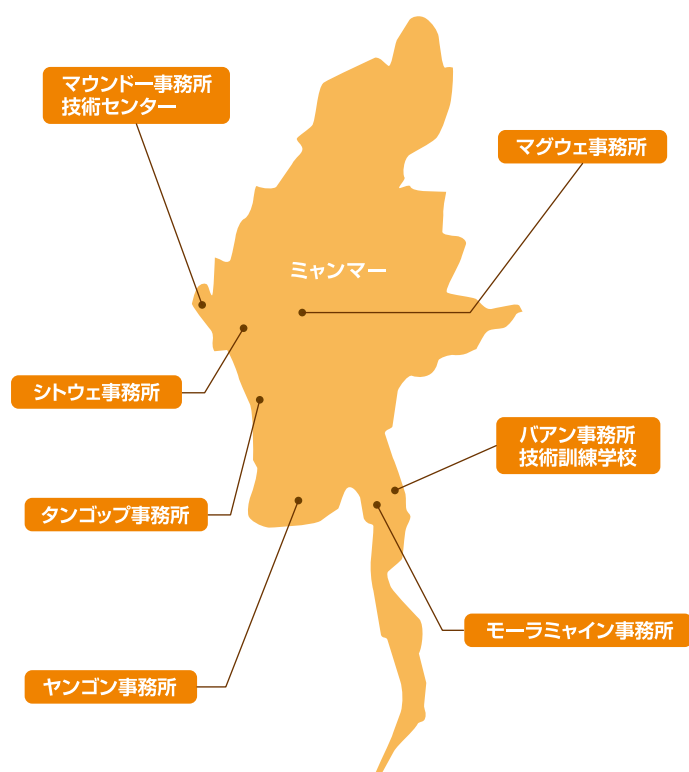 マウンドー事務所
技術センター
マグウェ事務所
ミャンマー
シトウェ事務所
バアン事務所
技術訓練学校
タンゴップ事務所
モーラミャイン事務所
ヤンゴン事務所